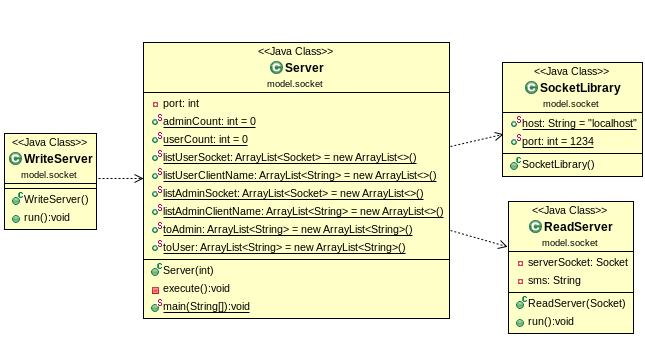 <<Java Class>>
WriteServer
model.socket
WriteServer()
run():void
<<Java Class>>
Server
model.socket
port: int
adminCount: int = 0
userCount: int = 0
listUserSocket: ArrayList<Socket> = new ArrayList<>()
listUserClientName: ArrayList<String> = new ArrayList<>()
listAdminSocket: ArrayList<Socket> = new ArrayList<>()
listAdminClientName: ArrayList<String> = new ArrayList<>()
toAdmin: ArrayList<String> = new ArrayList<String>()
toUser: ArrayList<String> = new ArrayList<String>()
Server(int)
execute():void
main(String[]):void
<<Java Class>>
SocketLibrary
model.socket
host: String = "localhost"
port: int = 1234
SocketLibrary()
<<Java Class>>
ReadServer
model.socket
serverSocket: Socket
sms: String
ReadServer(Socket)
run():void